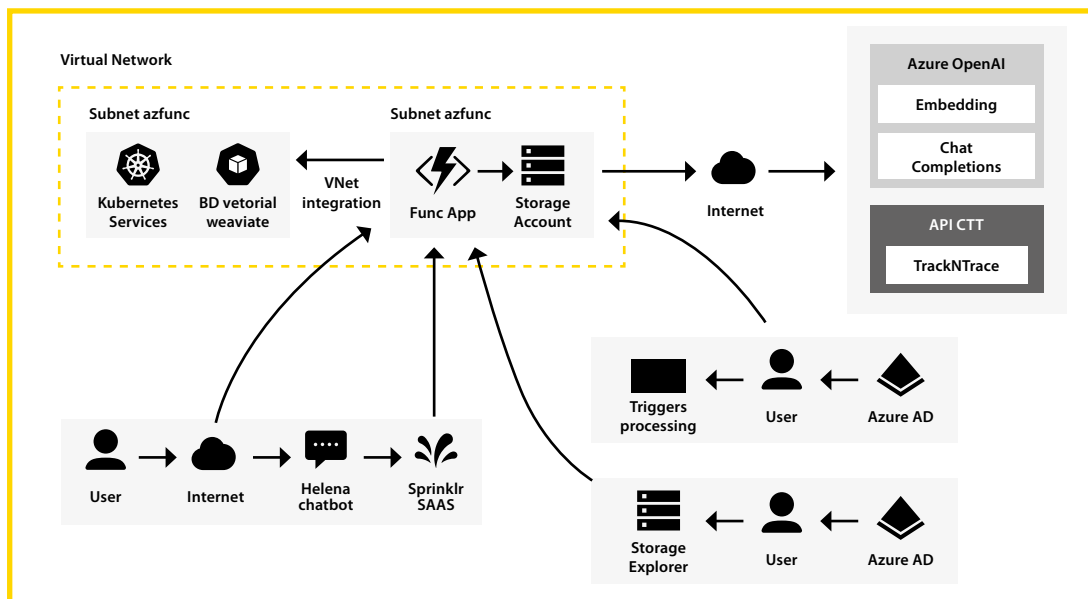 Virtual Network
Subnet azfunc
Kubernetes
Services
BD vetorial
weaviate
VNet
integration
Subnet azfunc
Func App
Storage
Account
Internet
Azure OpenAI
Embedding
Chat
Completions
API CTT
TrackNTrace
Triggers
processing
User
Azure AD
User
Internet
Helena
chatbot
Sprinklr
SAAS
Storage
Explorer
User
Azure AD